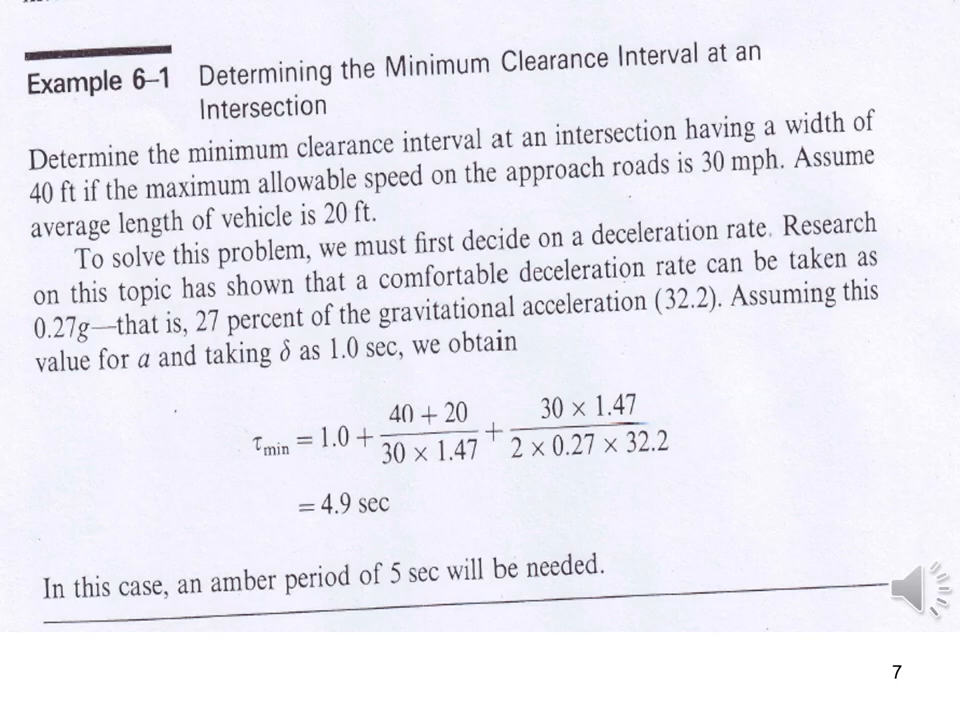 Example 6–1 Determining the Minimum Clearance Interval at an
Intersection
Determine the minimum clearance interval at an intersection having a width of
40 ft if the maximum allowable speed on the approach roads is 30 mph. Assume
average length of vehicle is 20 ft.
To solve this problem, we must first decide on a deceleration rate. Research
on this topic has shown that a comfortable deceleration rate can be taken as
0.27g—that is, 27 percent of the gravitational acceleration (32.2). Assuming this
value for a and taking δ as 1.0 sec, we obtain
τmin = 1.0 + (40 + 20)/(30 × 1.47) + (30 × 1.47)/(2 × 0.27 × 32.2)
= 4.9 sec
In this case, an amber period of 5 sec will be needed.
7